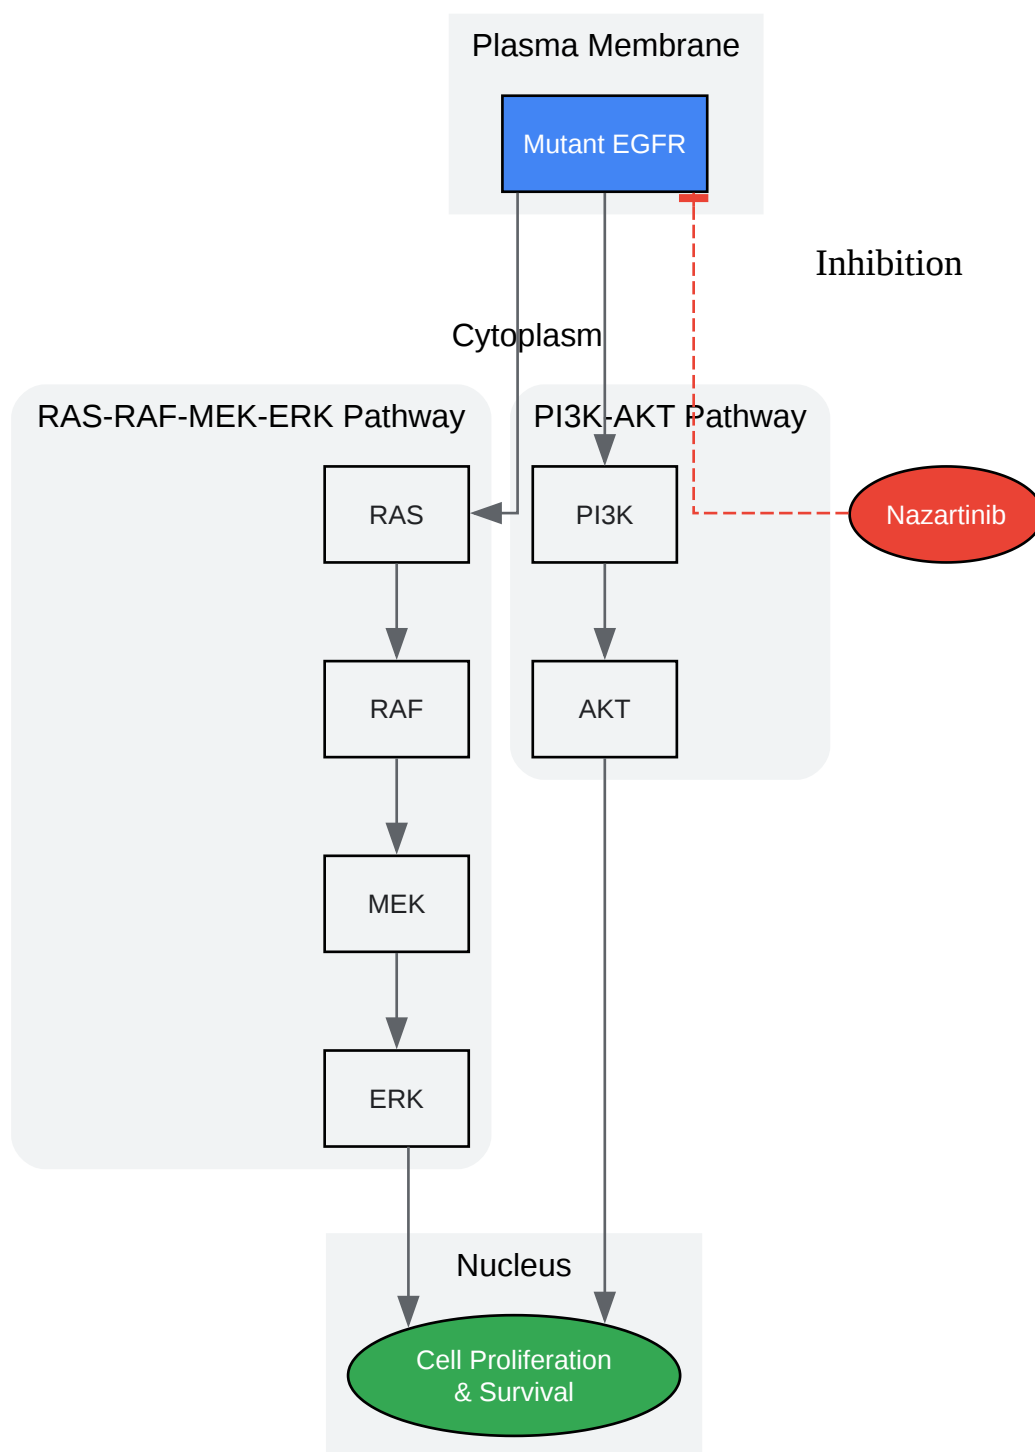 Plasma Membrane
Mutant EGFR
Inhibition
Cytoplasm
RAS-RAF-MEK-ERK Pathway
PI3K-AKT Pathway
RAS
PI3K
Nazartinib
RAF
AKT
MEK
ERK
Nucleus
Cell Proliferation
& Survival